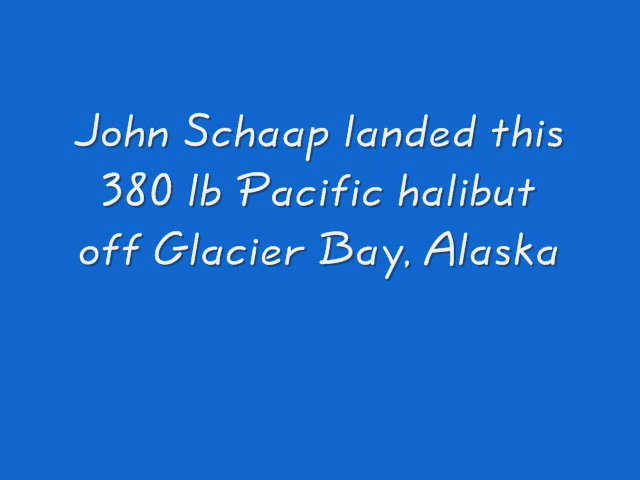 John Schaap landed this
380 lb Pacific halibut
off Glacier Bay, Alaska